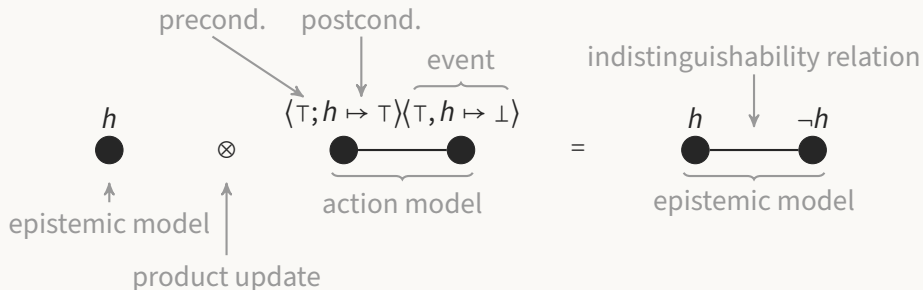 precond. postcond.
event
indistinguishability relation
h
⟨⊤; h ↦ ⊤⟩⟨⊤, h ↦ ⊥⟩
h ¬h
⊗ =
epistemic model
action model
epistemic model
product update